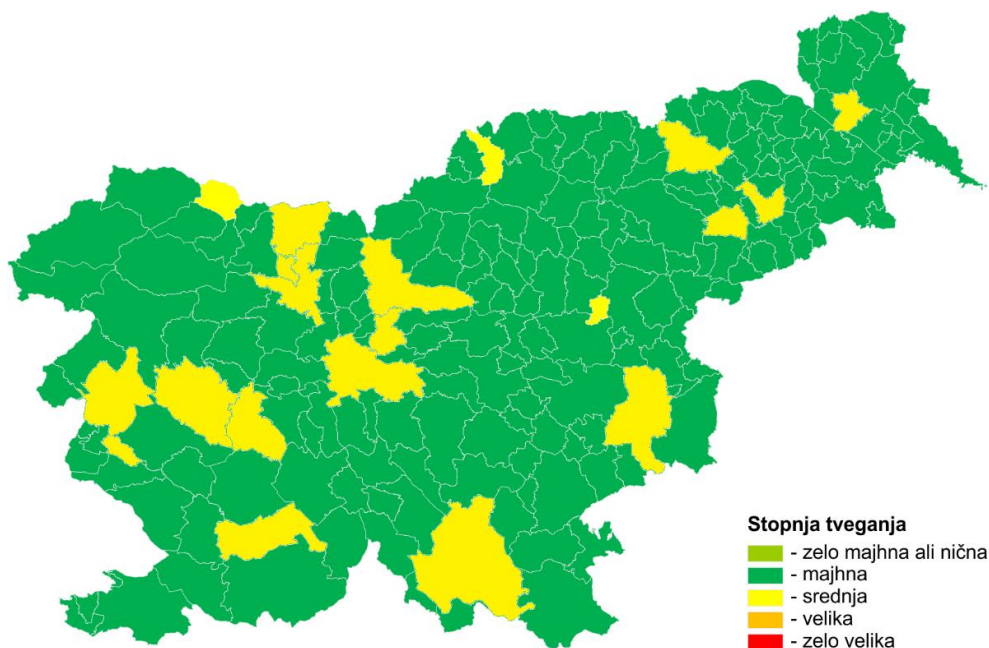 Stopnja tveganja
- zelo majhna ali nična
- majhna
- srednja
- velika
- zelo velika